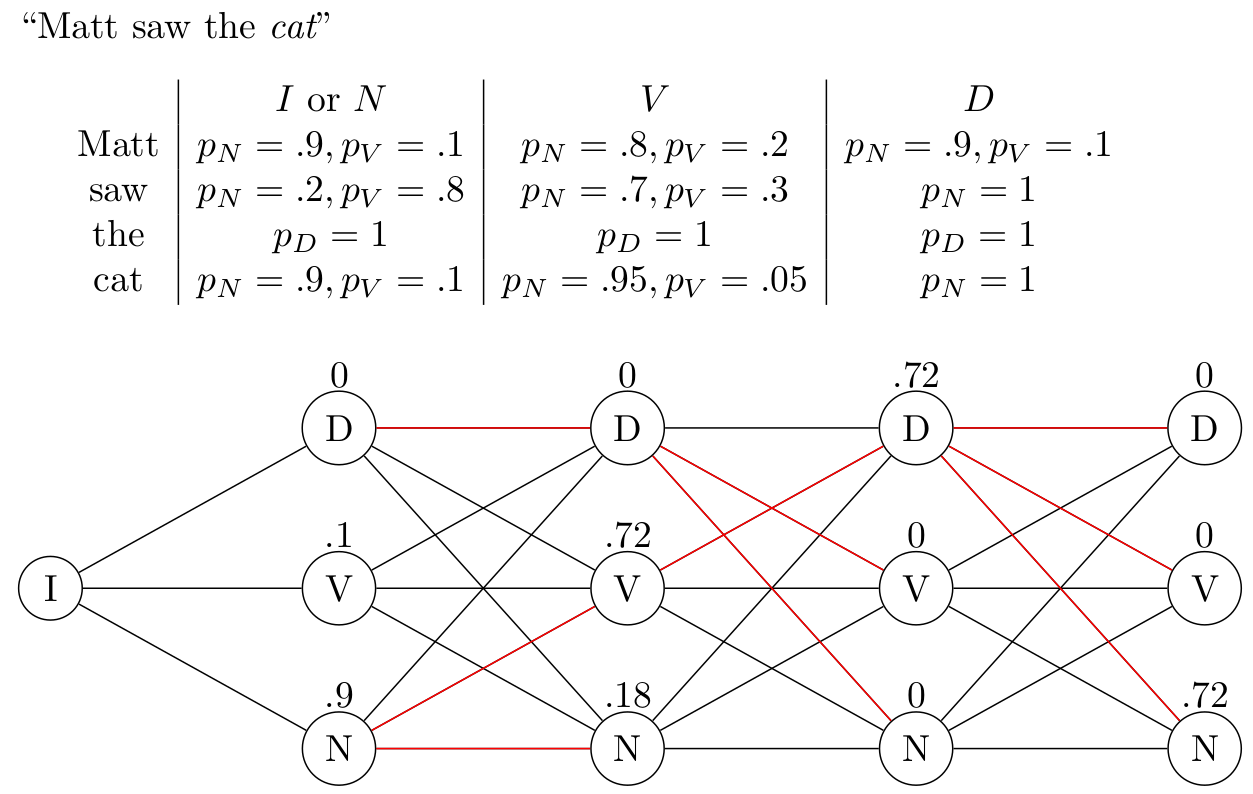 “Matt saw the cat”
I or N V D
Matt p_N = .9, p_V = .1 p_N = .8, p_V = .2 p_N = .9, p_V = .1
saw p_N = .2, p_V = .8 p_N = .7, p_V = .3 p_N = 1
the p_D = 1 p_D = 1 p_D = 1
cat p_N = .9, p_V = .1 p_N = .95, p_V = .05 p_N = 1
0 0 .72 0
D D D D
.1 .72 0 0
I V V V V
.9 .18 0 .72
N N N N